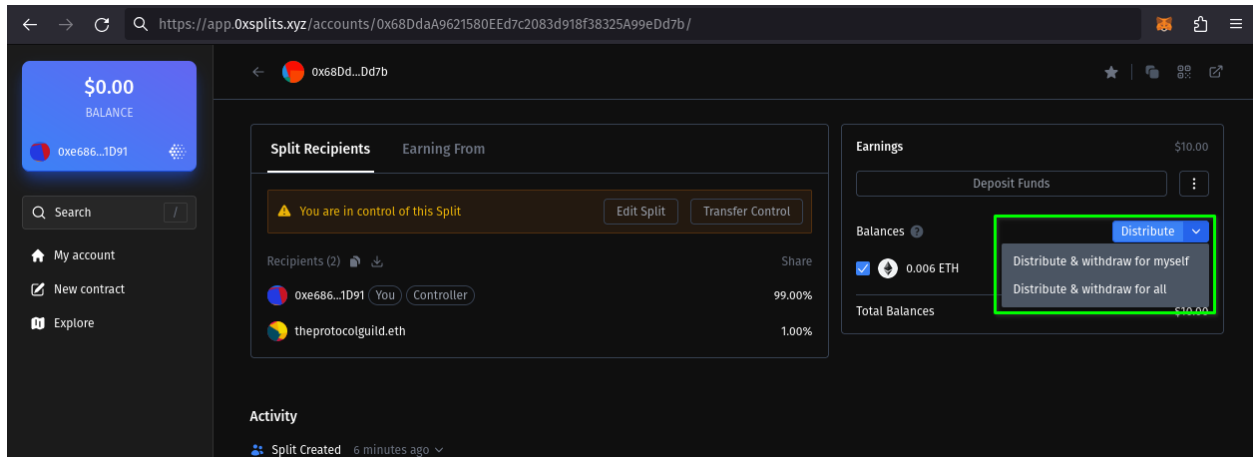 https://app.0xsplits.xyz/accounts/0x68DdaA9621580EEd7c2083d918f38325A99eDd7b/
$0.00
BALANCE
0xe686...1D91
Search /
My account
New contract
Explore
0x68Dd...Dd7b
Split Recipients Earning From
You are in control of this Split Edit Split Transfer Control
Recipients (2) Share
0xe686...1D91 You Controller 99.00%
theprotocolguild.eth 1.00%
Activity
Split Created 6 minutes ago
Earnings $10.00
Deposit Funds
Balances Distribute
0.006 ETH
Distribute & withdraw for myself
Distribute & withdraw for all
Total Balances $10.00